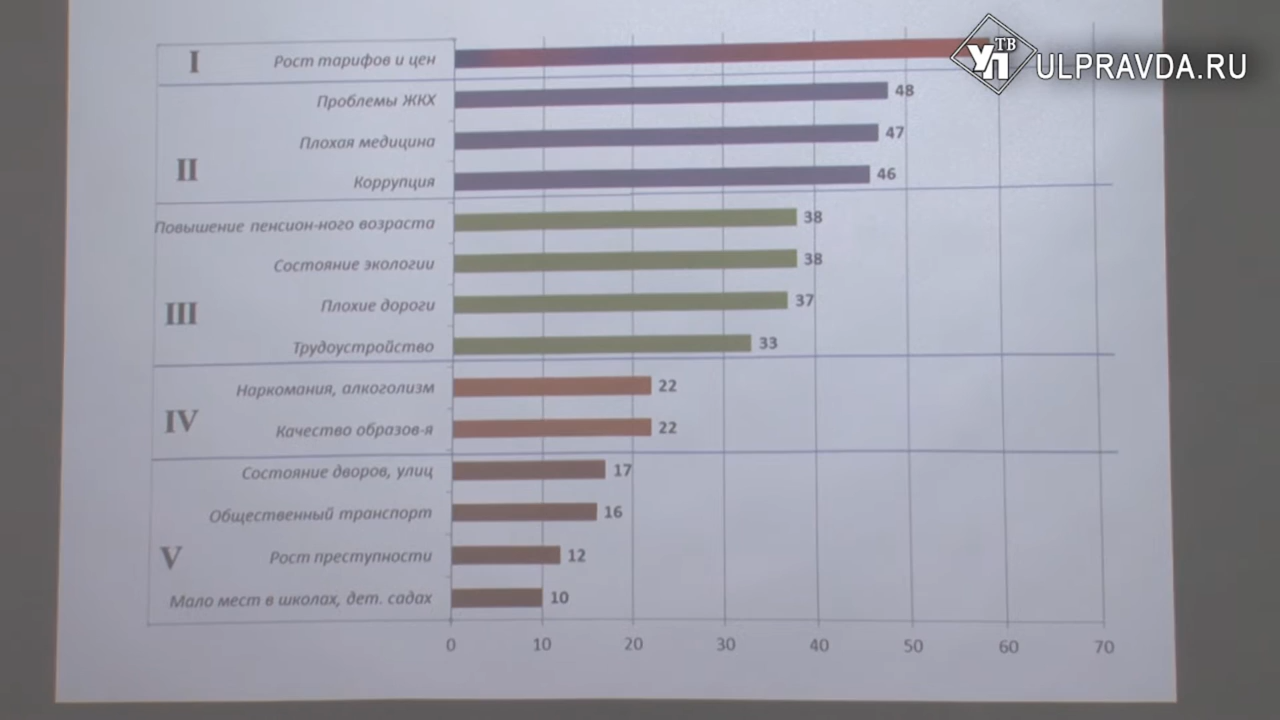 УП ТВ ULPRAVDA.RU
I Рост тарифов и цен
Проблемы ЖКХ 48
Плохая медицина 47
II
Коррупция 46
Повышение пенсион-ного возраста 38
Состояние экологии 38
Плохие дороги 37
III
Трудоустройство 33
Наркомания, алкоголизм 22
IV
Качество образов-я 22
Состояние дворов, улиц 17
Общественный транспорт 16
V
Рост преступности 12
Мало мест в школах, дет. садах 10
0 10 20 30 40 50 60 70